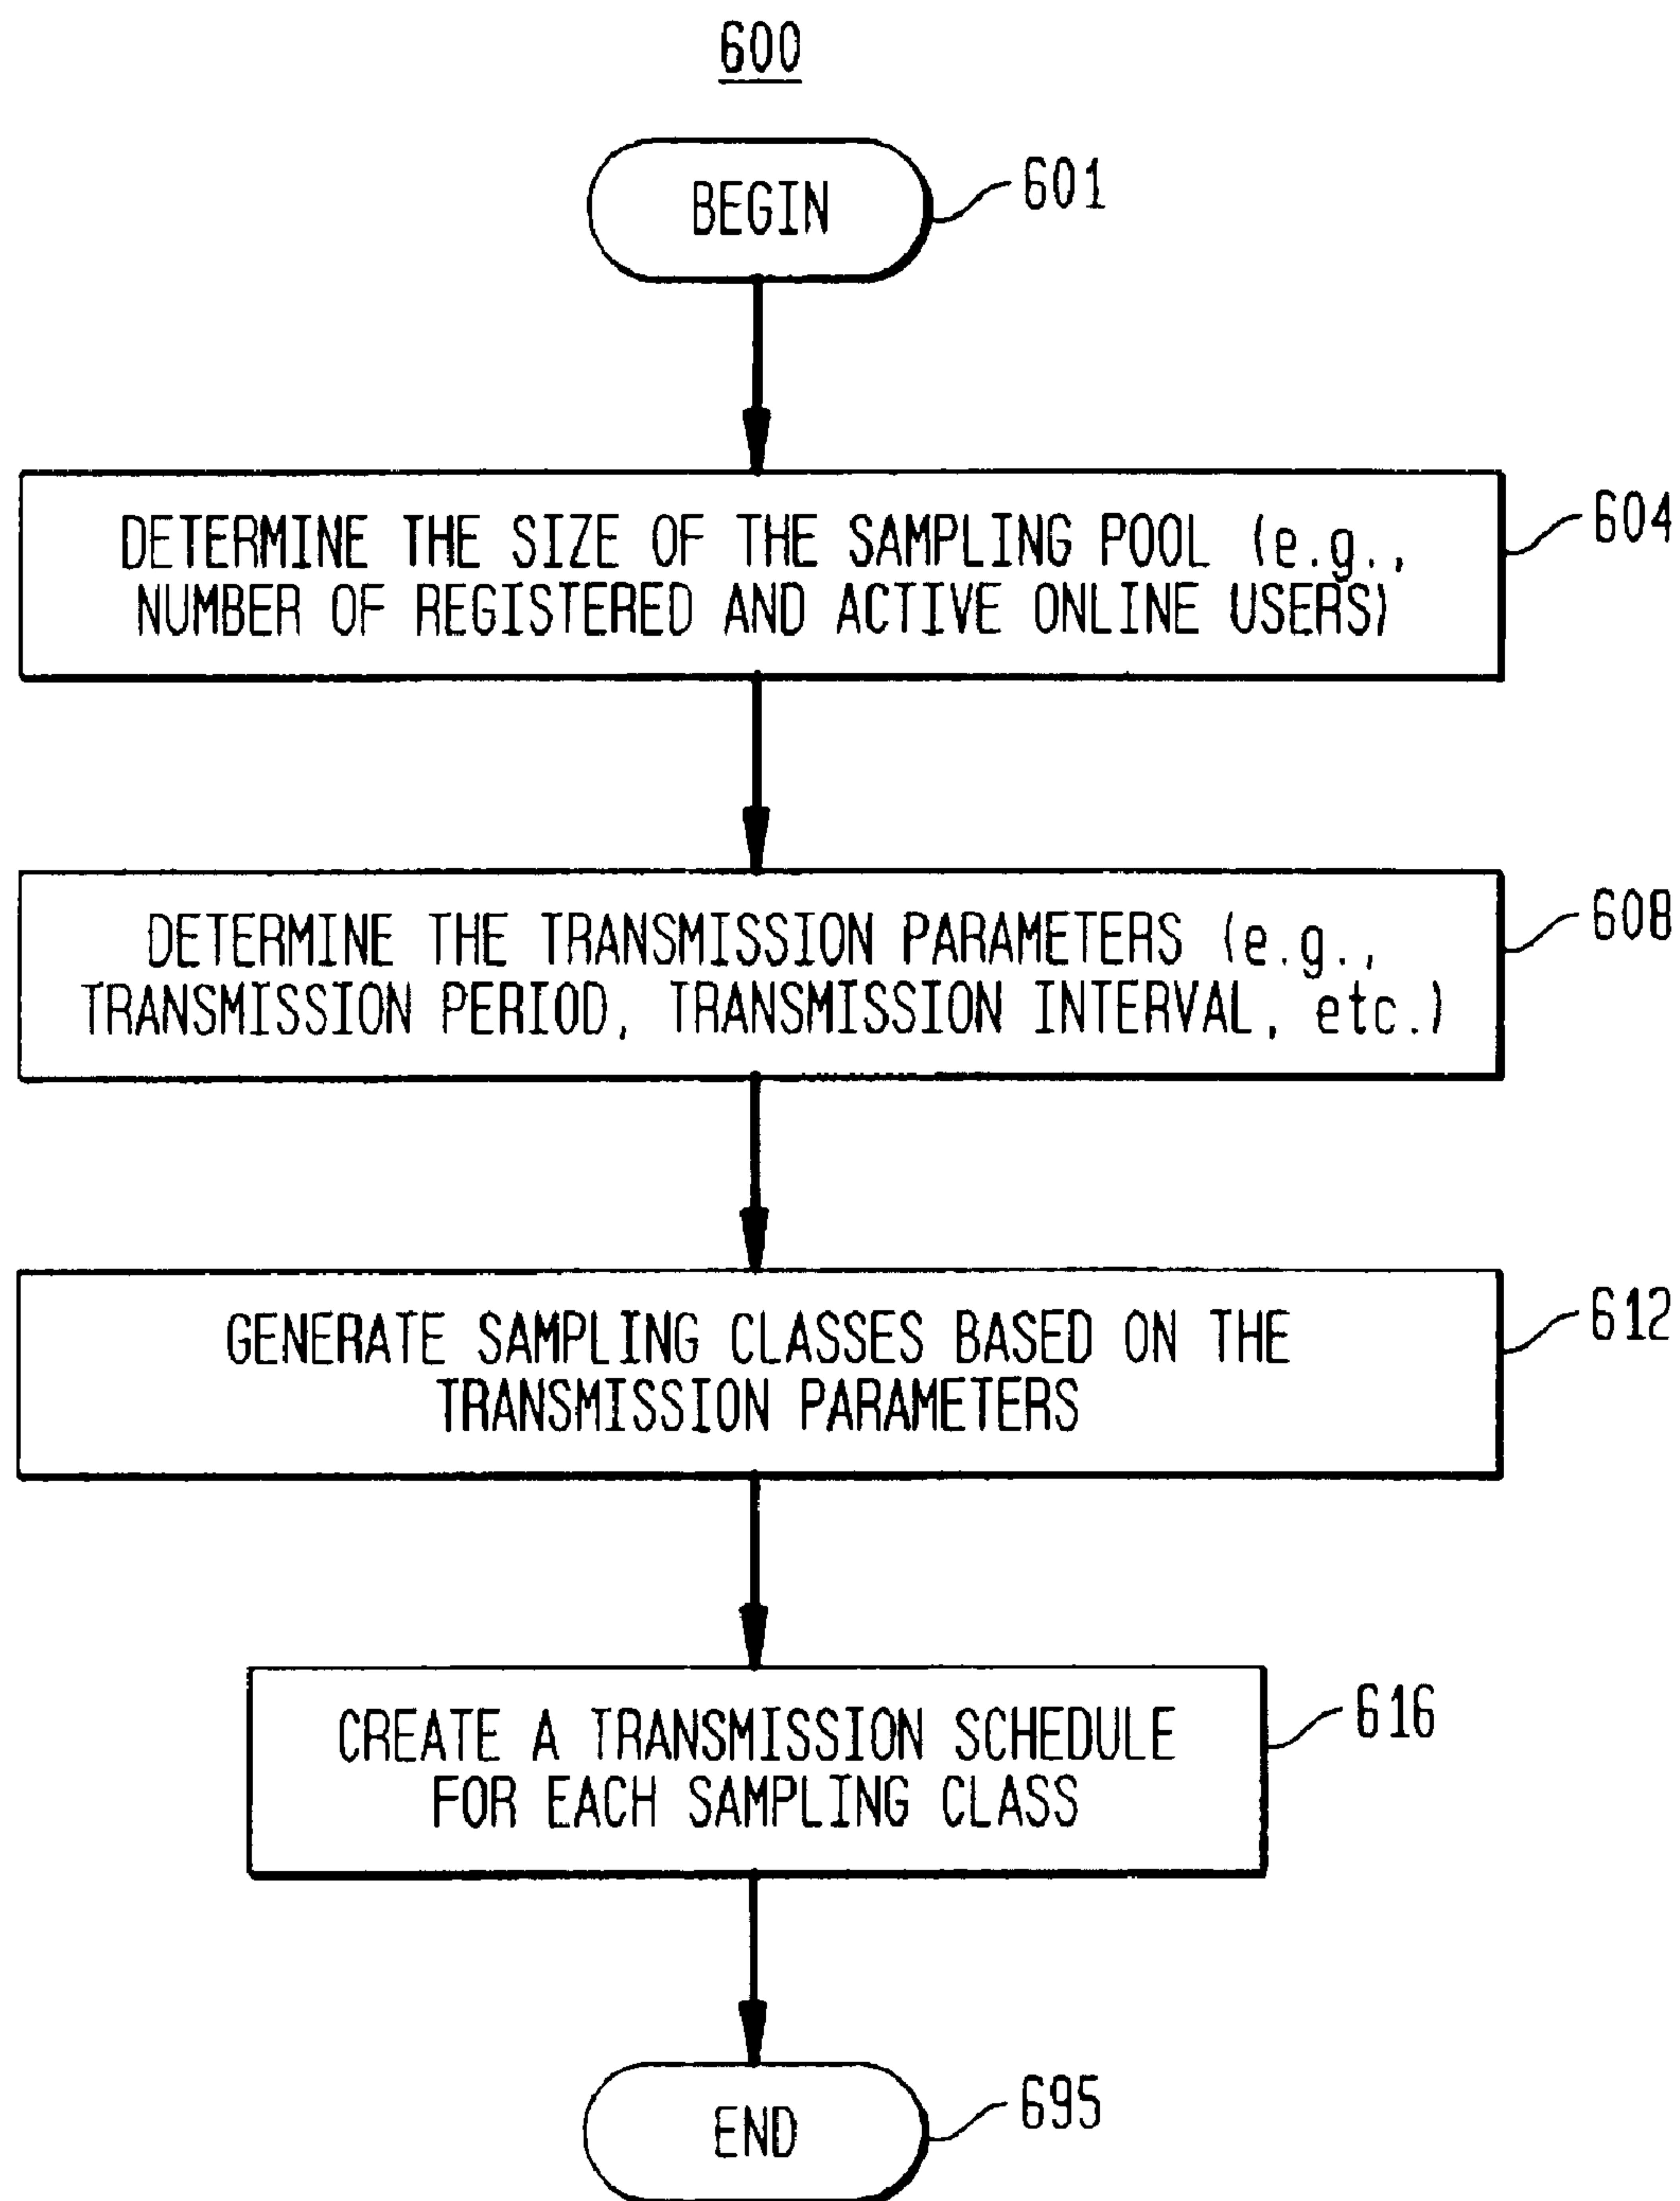 600
BEGIN
601
DETERMINE THE SIZE OF THE SAMPLING POOL (e.g.,
NUMBER OF REGISTERED AND ACTIVE ONLINE USERS)
604
DETERMINE THE TRANSMISSION PARAMETERS (e.g.,
TRANSMISSION PERIOD, TRANSMISSION INTERVAL, etc.)
608
GENERATE SAMPLING CLASSES BASED ON THE
TRANSMISSION PARAMETERS
612
CREATE A TRANSMISSION SCHEDULE
FOR EACH SAMPLING CLASS
616
END
695